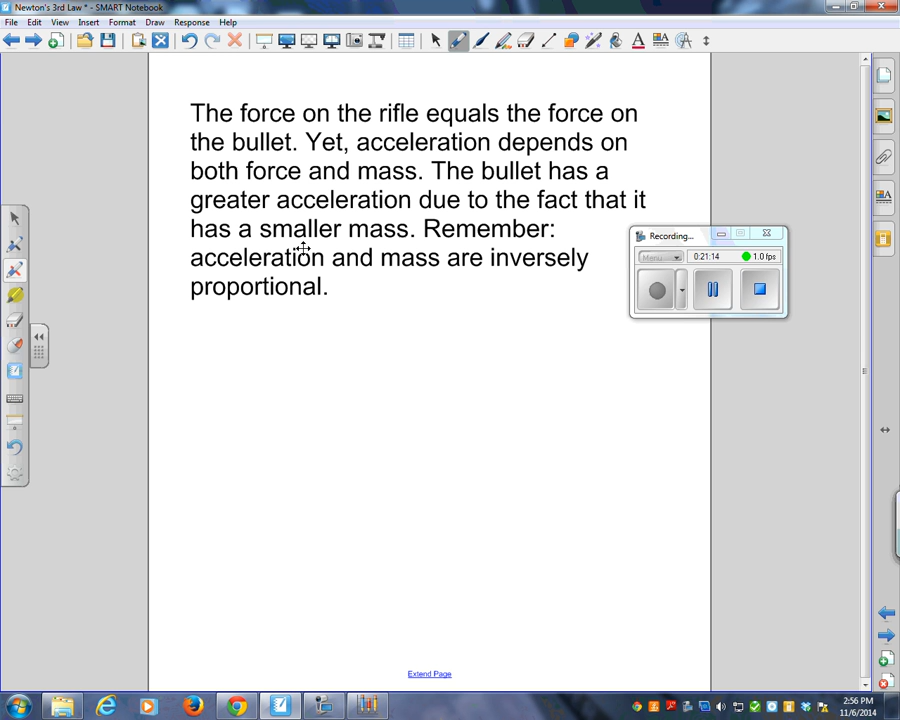 Newton's 3rd Law * - SMART Notebook
File Edit View Insert Format Draw Response Help
The force on the rifle equals the force on
the bullet. Yet, acceleration depends on
both force and mass. The bullet has a
greater acceleration due to the fact that it
has a smaller mass. Remember:
acceleration and mass are inversely
proportional.
Recording...
Menu 0:21:14 1.0 fps
Extend Page
2:56 PM
11/6/2014